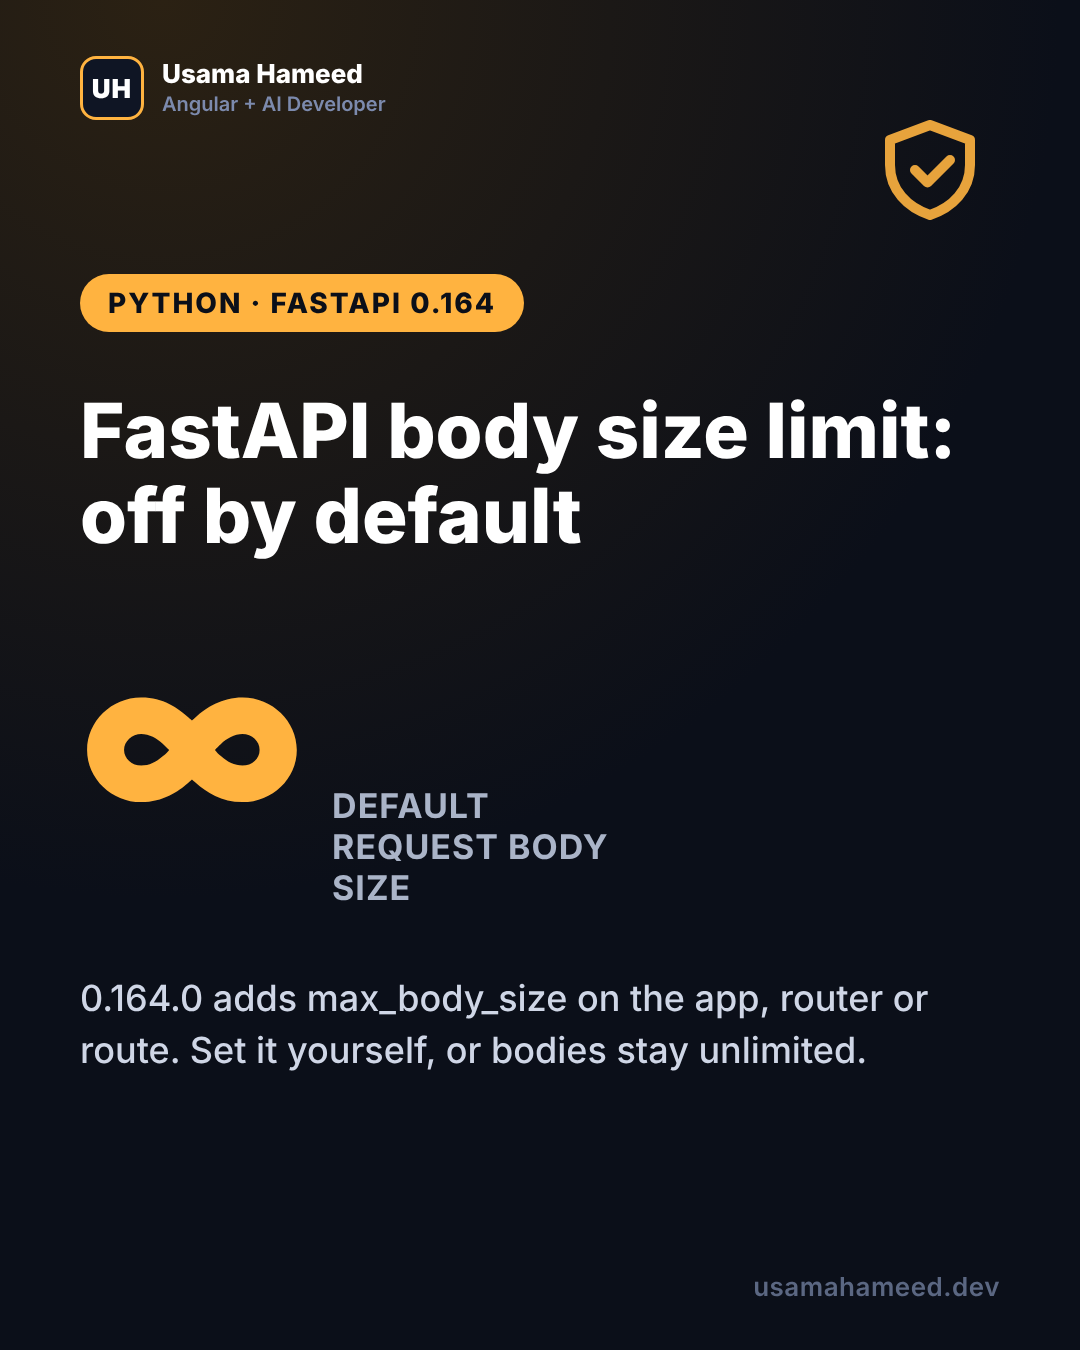 UH
Usama Hameed
Angular + AI Developer
PYTHON · FASTAPI 0.164
FastAPI body size limit:
off by default
∞
DEFAULT
REQUEST BODY
SIZE
0.164.0 adds max_body_size on the app, router or
route. Set it yourself, or bodies stay unlimited.
usamahameed.dev